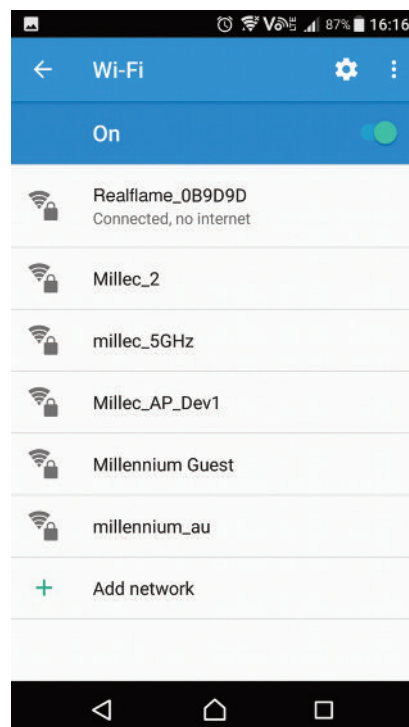 87% 16:16
Wi-Fi
On
Realflame_0B9D9D
Connected, no internet
Millec_2
millec_5GHz
Millec_AP_Dev1
Millennium Guest
millennium_au
Add network